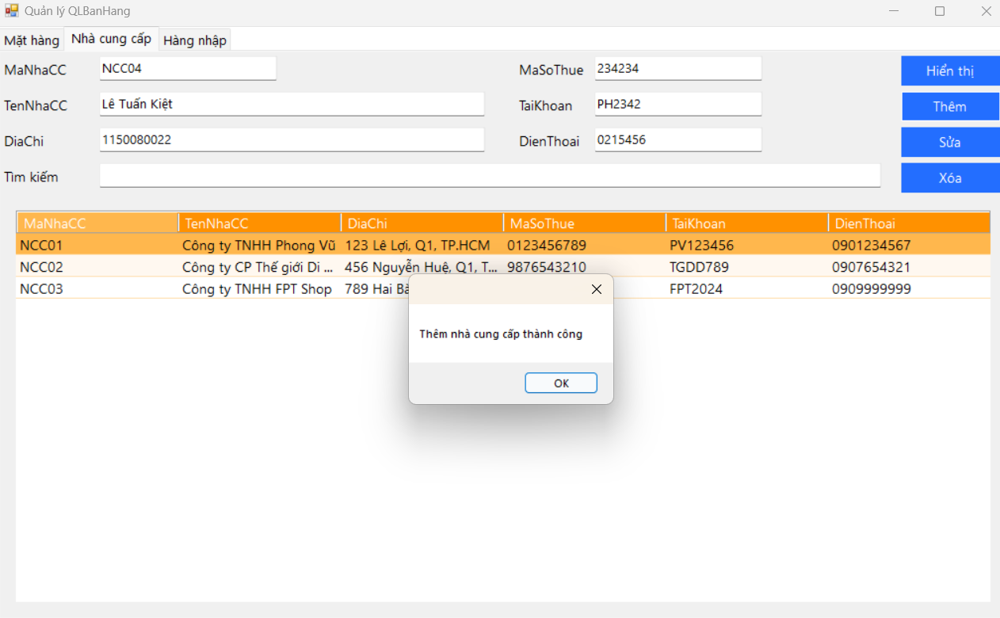 Quản lý QLBanHang
Mặt hàng Nhà cung cấp Hàng nhập
MaNhaCC NCC04 MaSoThue 234234 Hiển thị
TenNhaCC Lê Tuấn Kiệt TaiKhoan PH2342 Thêm
DiaChi 1150080022 DienThoai 0215456 Sửa
Tìm kiếm Xóa
MaNhaCC TenNhaCC DiaChi MaSoThue TaiKhoan DienThoai
NCC01 Công ty TNHH Phong Vũ 123 Lê Lợi, Q1, TP.HCM 0123456789 PV123456 0901234567
NCC02 Công ty CP Thế giới Di ... 456 Nguyễn Huệ, Q1, T... 9876543210 TGDD789 0907654321
NCC03 Công ty TNHH FPT Shop 789 Hai FPT2024 0909999999
Thêm nhà cung cấp thành công
OK